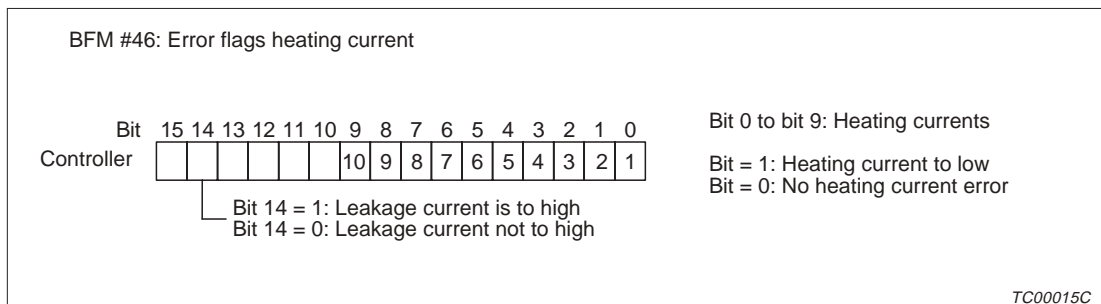 BFM #46: Error flags heating current
Bit 15 14 13 12 11 10 9 8 7 6 5 4 3 2 1 0
Controller 10 9 8 7 6 5 4 3 2 1
Bit 14 = 1: Leakage current is to high
Bit 14 = 0: Leakage current not to high
Bit 0 to bit 9: Heating currents
Bit = 1: Heating current to low
Bit = 0: No heating current error
TC00015C